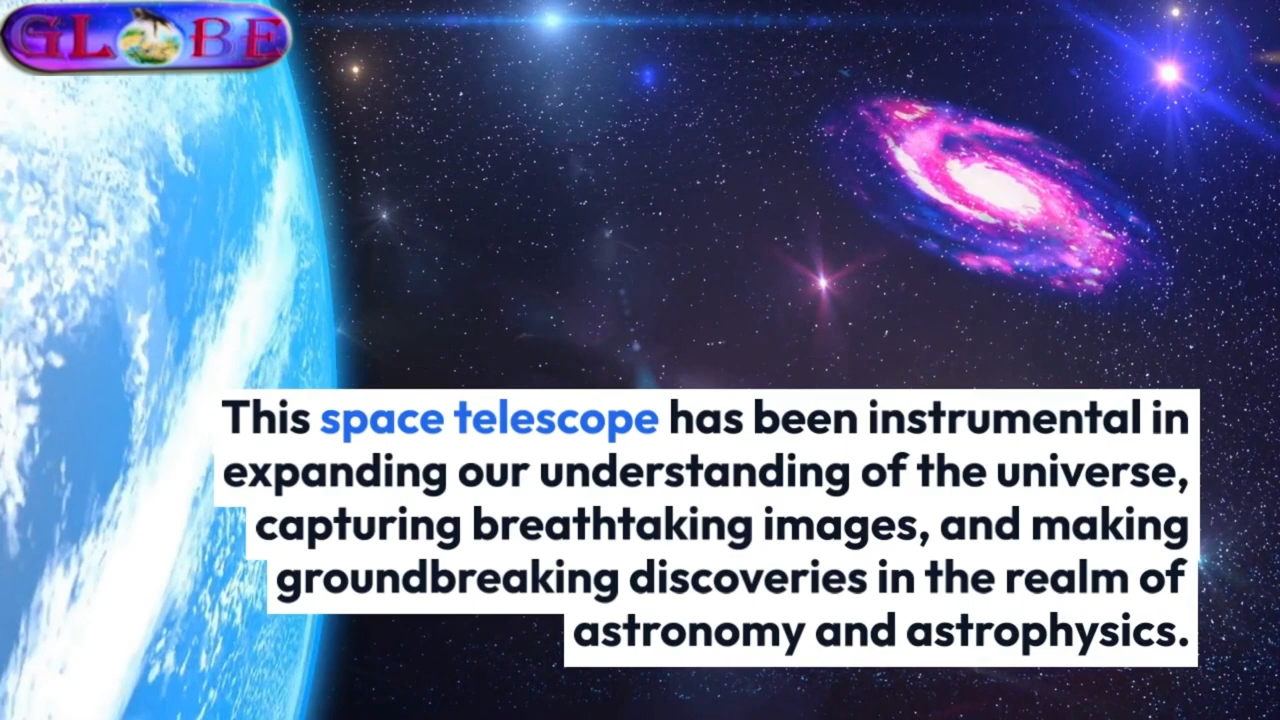 GLOBE
This space telescope has been instrumental in
expanding our understanding of the universe,
capturing breathtaking images, and making
groundbreaking discoveries in the realm of
astronomy and astrophysics.